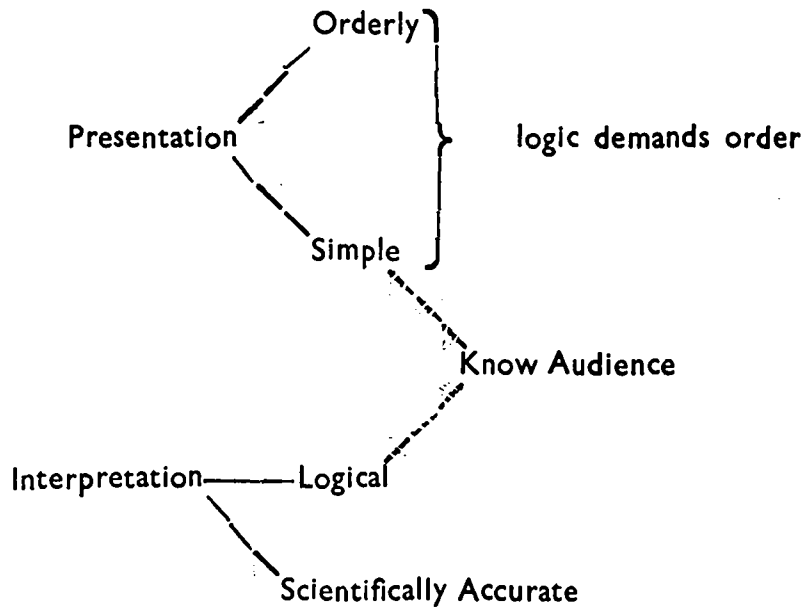 Orderly
Presentation logic demands order
Simple
Know Audience
Interpretation Logical
Scientifically Accurate